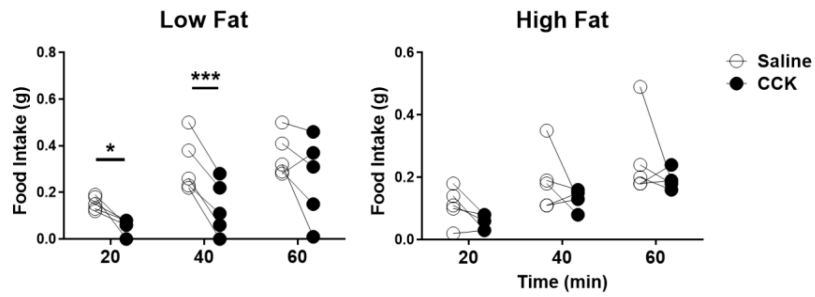 Low Fat
Food Intake (g)
0.8
0.6
0.4
0.2
0.0
*
***
20 40 60
High Fat
Food Intake (g)
0.6
0.4
0.2
0.0
20 40 60
Time (min)
Saline
CCK